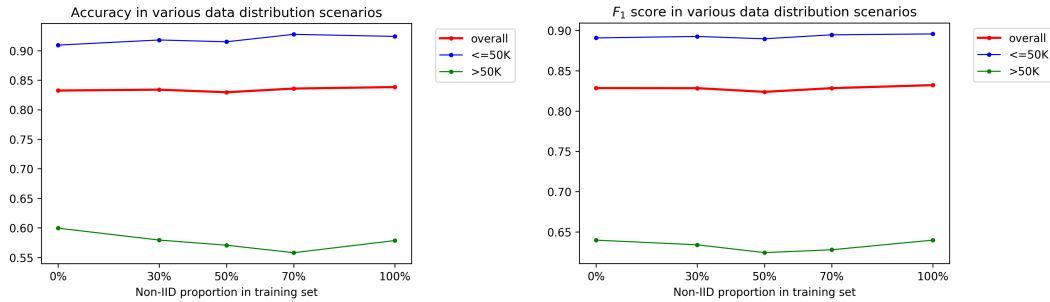 Accuracy in various data distribution scenarios
0.90
0.85
0.80
0.75
0.70
0.65
0.60
0.55
0% 30% 50% 70% 100%
Non-IID proportion in training set
overall
<=50K
>50K
F1 score in various data distribution scenarios
0.90
0.85
0.80
0.75
0.70
0.65
0% 30% 50% 70% 100%
Non-IID proportion in training set
overall
<=50K
>50K